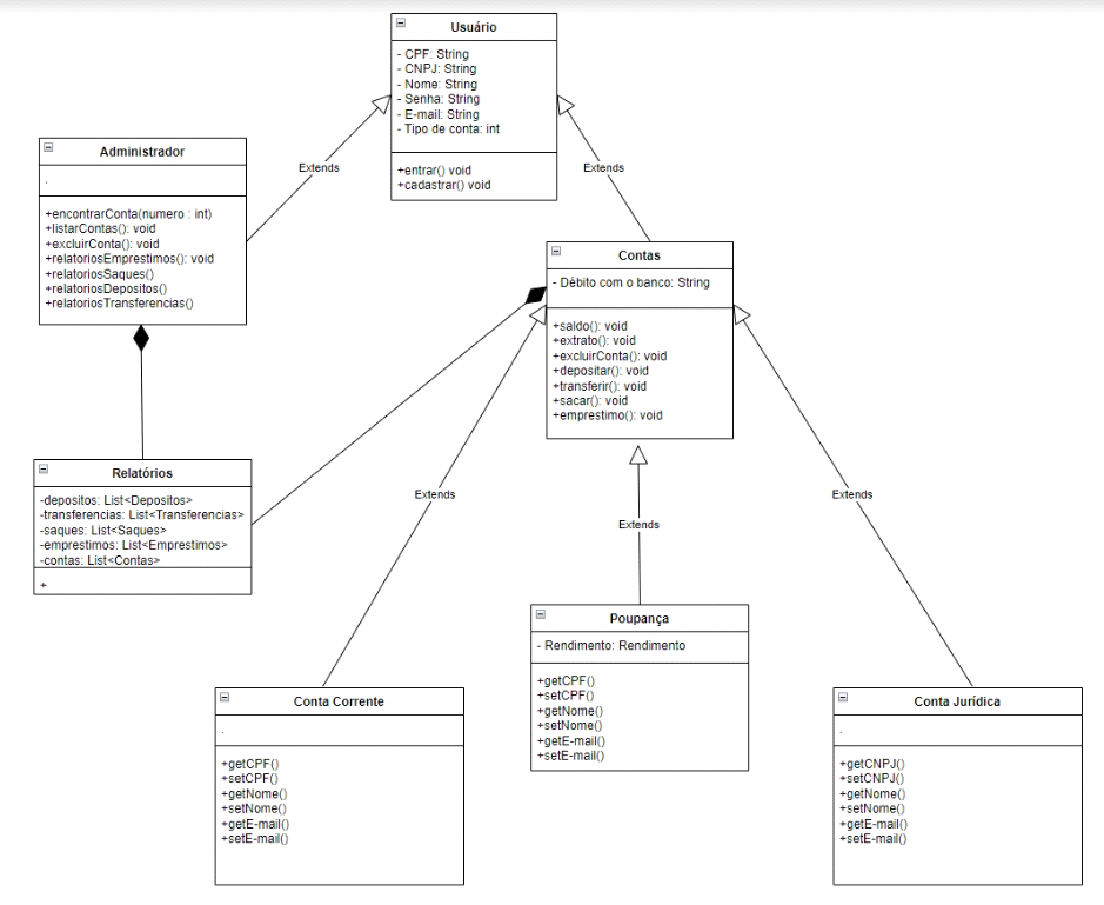 Usuário
- CPF: String
- CNPJ: String
- Nome: String
- Senha: String
- E-mail: String
- Tipo de conta: int
+entrar() void
+cadastrar() void
Administrador
.
+encontrarConta(numero : int)
+listarContas(): void
+excluirConta(): void
+relatoriosEmprestimos(): void
+relatoriosSaques()
+relatoriosDepositos()
+relatoriosTransferencias()
Extends
Extends
Contas
- Débito com o banco: String
+saldo(): void
+extrato(): void
+excluirConta(): void
+depositar(): void
+transferir(): void
+sacar(): void
+emprestimo(): void
Relatórios
-depositos: List<Depositos>
-transferencias: List<Transferencias>
-saques: List<Saques>
-emprestimos: List<Emprestimos>
-contas: List<Contas>
+
Extends
Extends
Extends
Conta Corrente
.
+getCPF()
+setCPF()
+getNome()
+setNome()
+getE-mail()
+setE-mail()
Poupança
- Rendimento: Rendimento
+getCPF()
+setCPF()
+getNome()
+setNome()
+getE-mail()
+setE-mail()
Conta Jurídica
.
+getCNPJ()
+setCNPJ()
+getNome()
+setNome()
+getE-mail()
+setE-mail()